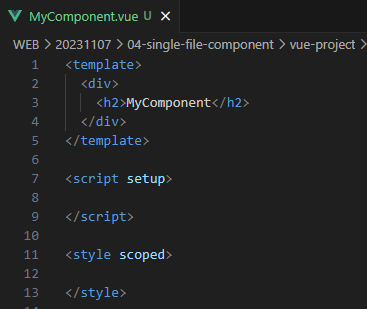 MyComponent.vue U ×
WEB > 20231107 > 04-single-file-component > vue-project
1 <template>
2 <div>
3 <h2>MyComponent</h2>
4 </div>
5 </template>
6
7 <script setup>
8
9 </script>
10
11 <style scoped>
12
13 </style>
14